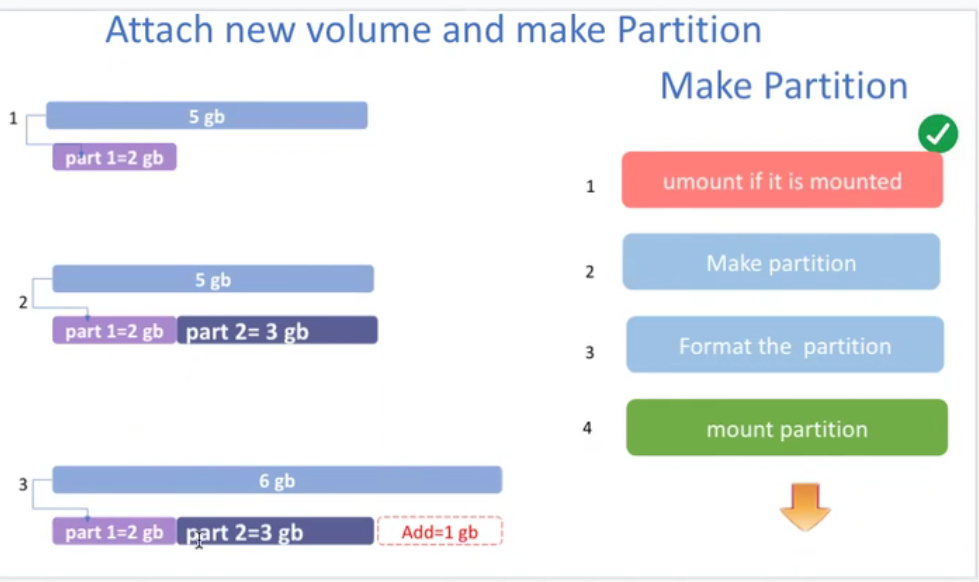 Attach new volume and make Partition
1
5 gb
part 1=2 gb
2
5 gb
part 1=2 gb
part 2= 3 gb
3
6 gb
part 1=2 gb
part 2=3 gb
Add=1 gb
Make Partition
1
umount if it is mounted
2
Make partition
3
Format the partition
4
mount partition